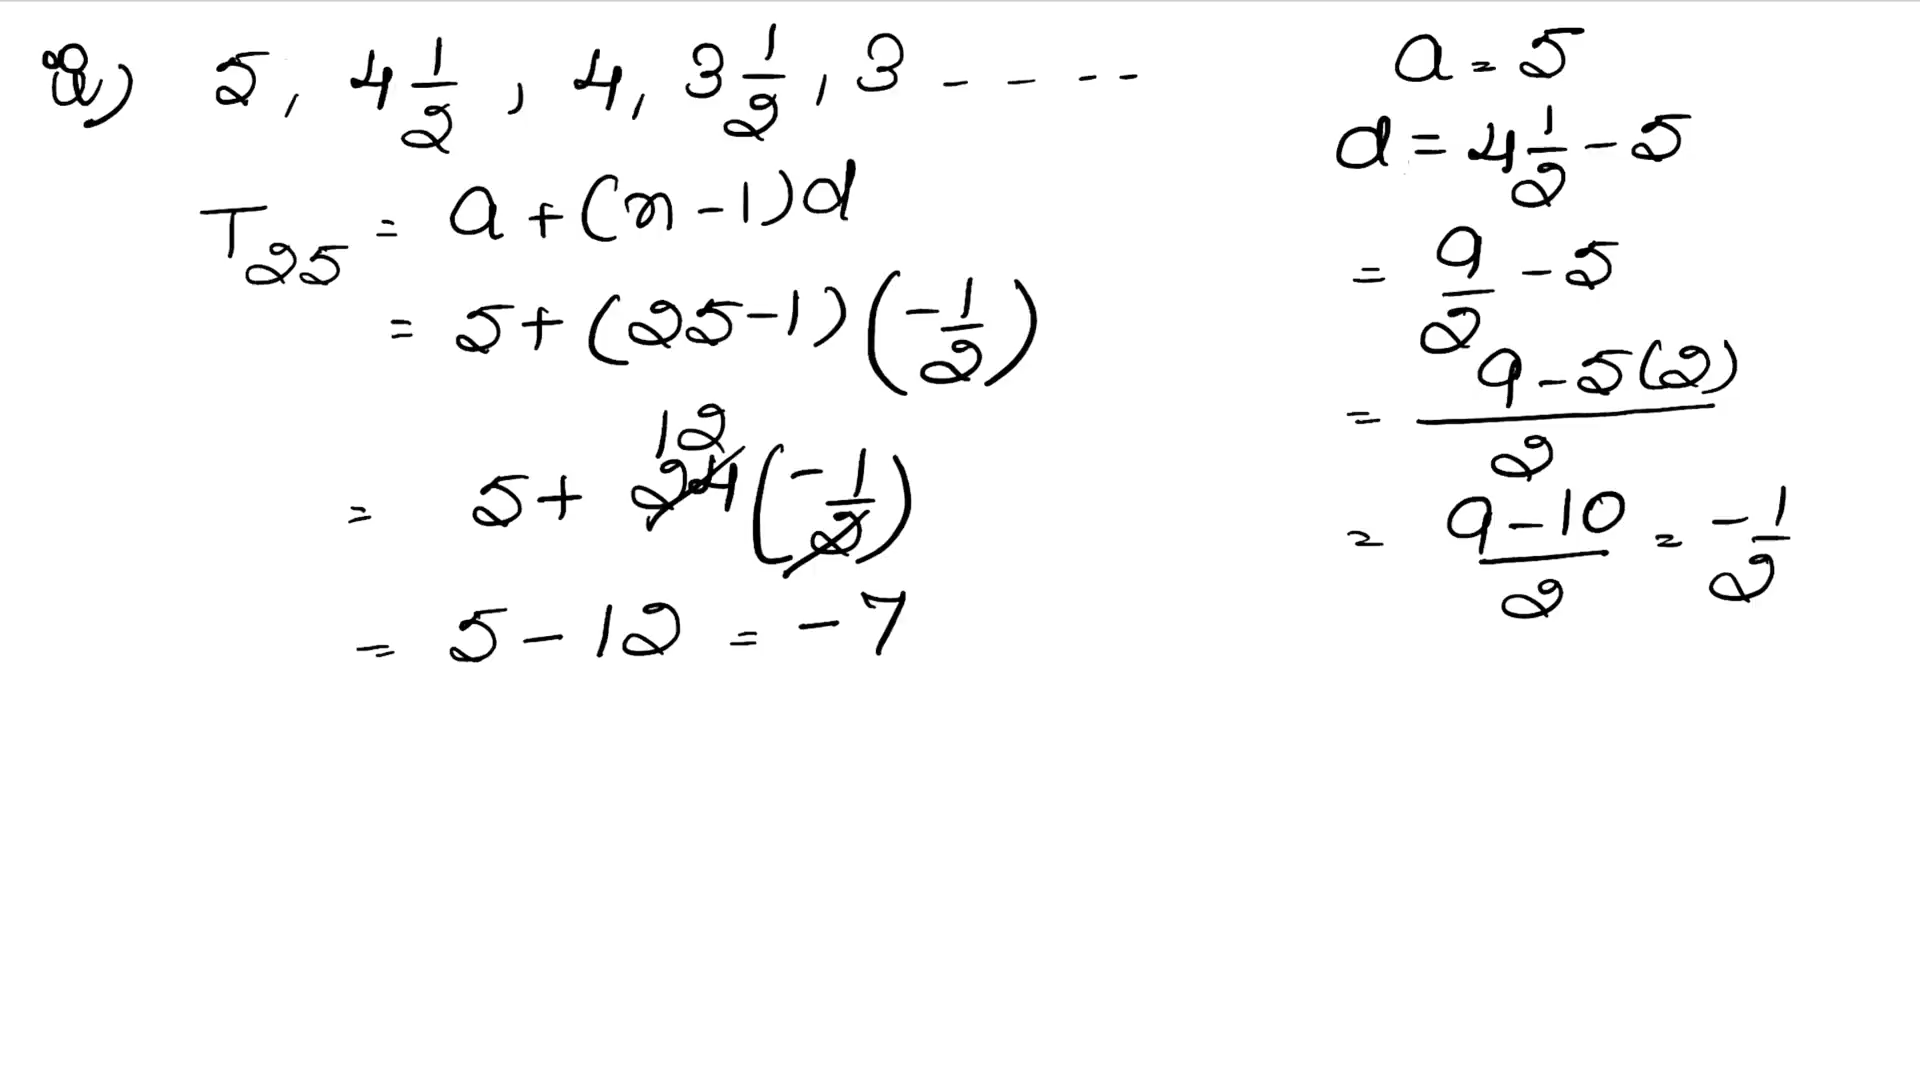 Q) 5, 4 1/2, 4, 3 1/2, 3 - - - -
T25 = a + (n-1)d
= 5 + (25-1)(-1/2)
12
= 5 + 24(-1/2)
= 5 - 12 = -7
a = 5
d = 4 1/2 - 5
= 9/2 - 5
= 9 - 5(2)/2
= 9 - 10/2 = -1/2